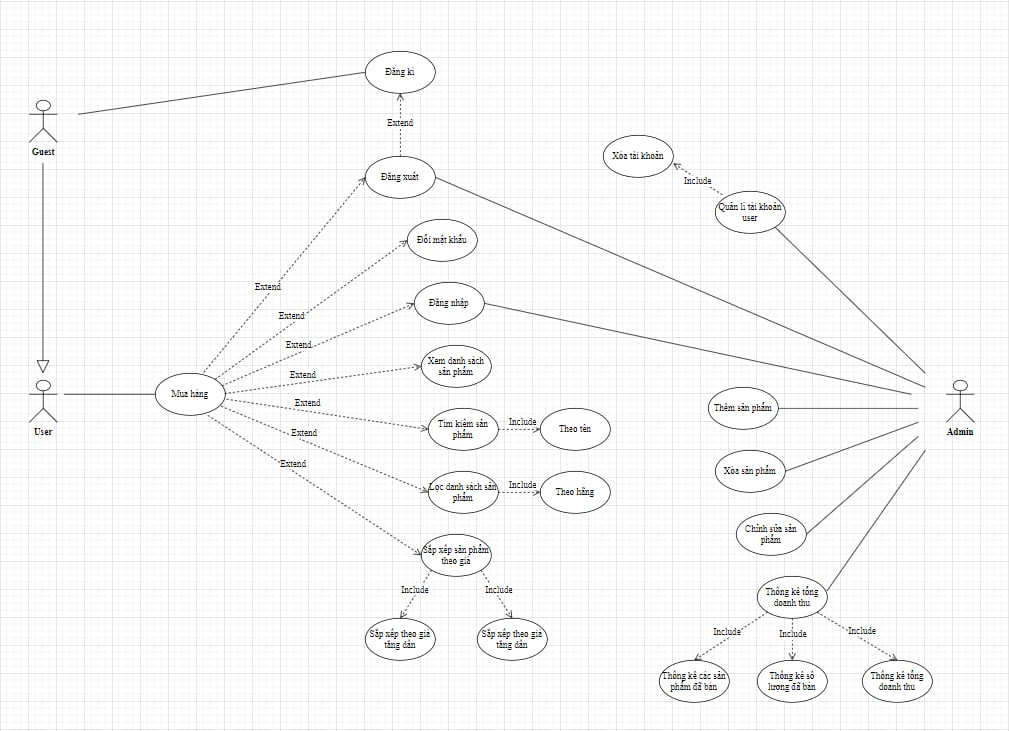 Đăng kí
Extend
Guest
Đăng xuất
Xóa tài khoản
Include
Quản lí tài khoản
user
Đổi mật khẩu
Extend
Extend
Đăng nhập
Extend
Xem danh sách
sản phẩm
Extend
Mua hàng
User
Extend
Tìm kiếm sản
phẩm
Include
Theo tên
Thêm sản phẩm
Admin
Extend
Extend
Lọc danh sách sản
phẩm
Include
Theo hãng
Xóa sản phẩm
Chỉnh sửa sản
phẩm
Sắp xếp sản phẩm
theo giá
Include
Include
Thống kê tổng
doanh thu
Sắp xếp theo giá
tăng dần
Sắp xếp theo giá
tăng dần
Include
Include
Include
Thống kê các sản
phẩm đã bán
Thống kê số
lượng đã bán
Thống kê tổng
doanh thu